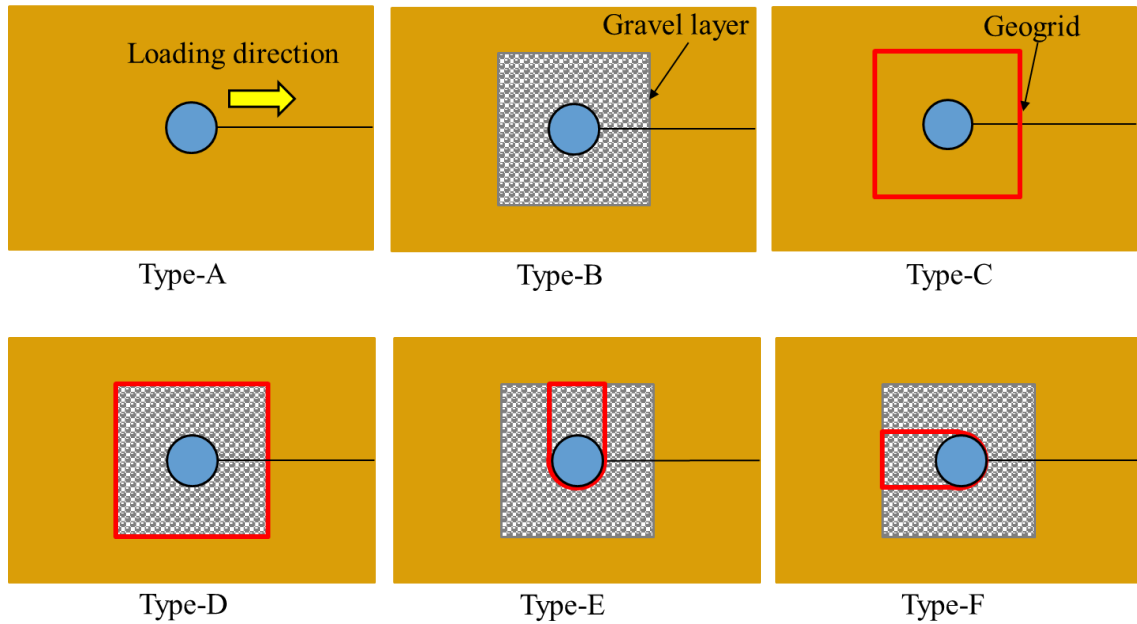 Loading direction
Gravel layer
Geogrid
Type-A
Type-B
Type-C
Type-D
Type-E
Type-F